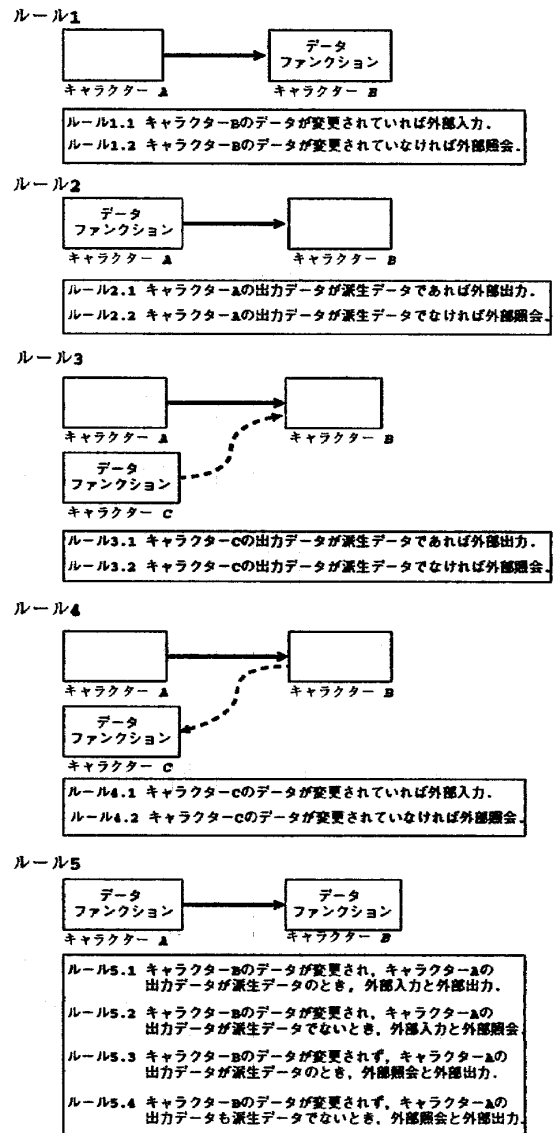 ルール1
データ
ファンクション
キャラクター A
キャラクター B
ルール1.1 キャラクターBのデータが変更されていれば外部入力.
ルール1.2 キャラクターBのデータが変更されていなければ外部照会.
ルール2
データ
ファンクション
キャラクター A
キャラクター B
ルール2.1 キャラクターAの出力データが派生データであれば外部出力.
ルール2.2 キャラクターAの出力データが派生データでなければ外部照会.
ルール3
キャラクター A
キャラクター B
データ
ファンクション
キャラクター C
ルール3.1 キャラクターCの出力データが派生データであれば外部出力.
ルール3.2 キャラクターCの出力データが派生データでなければ外部照会.
ルール4
キャラクター A
キャラクター B
データ
ファンクション
キャラクター C
ルール4.1 キャラクターCのデータが変更されていれば外部入力.
ルール4.2 キャラクターCのデータが変更されていなければ外部照会.
ルール5
データ
ファンクション
データ
ファンクション
キャラクター A
キャラクター B
ルール5.1 キャラクターBのデータが変更され，キャラクターAの
出力データが派生データのとき，外部入力と外部出力.
ルール5.2 キャラクターBのデータが変更され，キャラクターAの
出力データが派生データでないとき，外部入力と外部照会.
ルール5.3 キャラクターBのデータが変更されず，キャラクターAの
出力データが派生データのとき，外部照会と外部出力.
ルール5.4 キャラクターBのデータが変更されず，キャラクターAの
出力データも派生データでないとき，外部照会と外部出力.